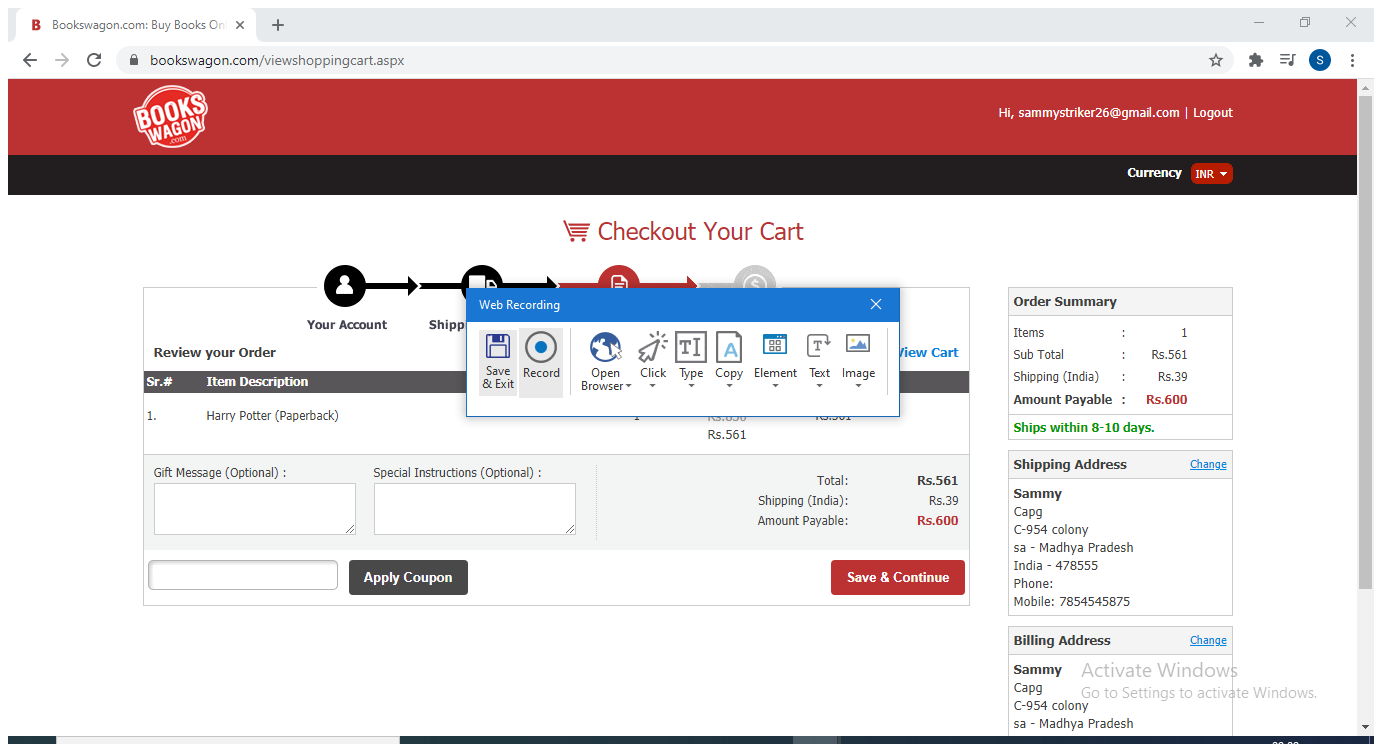 B Bookswagon.com: Buy Books On
bookswagon.com/viewshoppingcart.aspx
S
BOOKS
WAGON
.com
Hi, sammystriker26@gmail.com | Logout
Currency INR
Checkout Your Cart
$
Your Account
Shipp
Web Recording
Save
& Exit
Record
Open
Browser
Click
TI
Type
A
Copy
Element
T
Text
Image
Review your Order
View Cart
Sr.# Item Description
1. Harry Potter (Paperback) 1
Rs.561
Gift Message (Optional) :
Special Instructions (Optional) :
Total: Rs.561
Shipping (India): Rs.39
Amount Payable: Rs.600
Apply Coupon
Save & Continue
Order Summary
Items : 1
Sub Total : Rs.561
Shipping (India) : Rs.39
Amount Payable : Rs.600
Ships within 8-10 days.
Shipping Address Change
Sammy
Capg
C-954 colony
sa - Madhya Pradesh
India - 478555
Phone:
Mobile: 7854545875
Billing Address Change
Sammy
Capg
C-954 colony
sa - Madhya Pradesh
Activate Windows
Go to Settings to activate Windows.